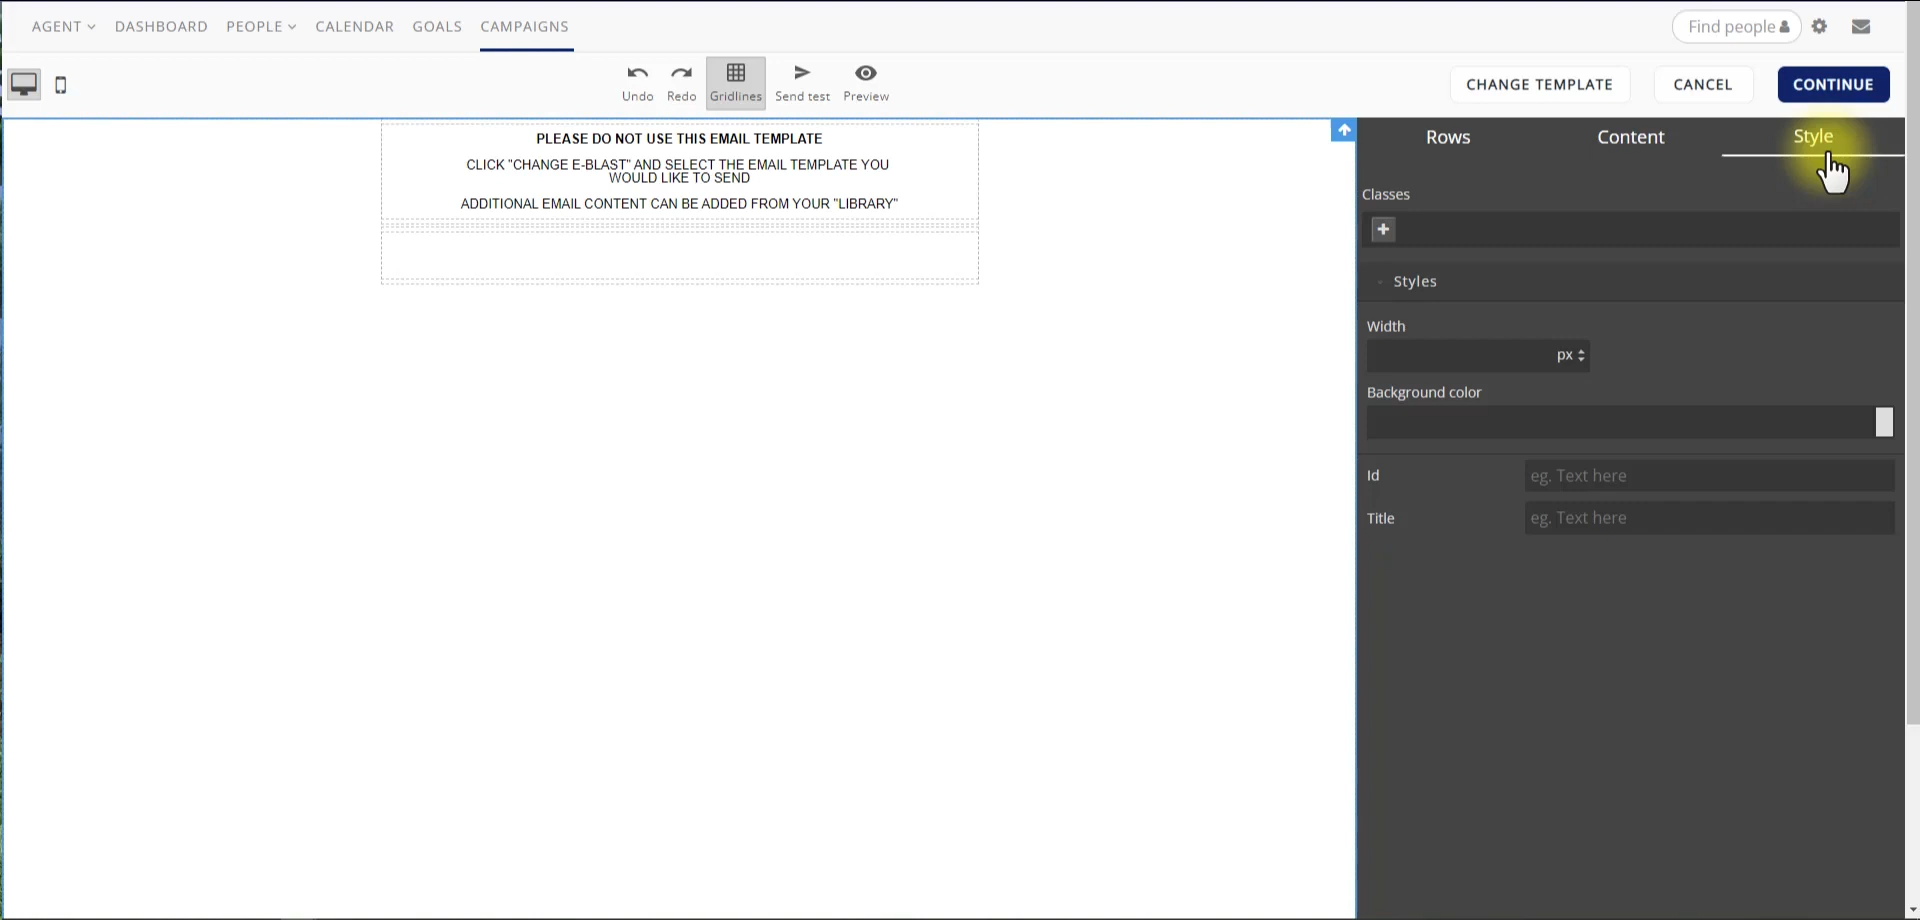 AGENT DASHBOARD PEOPLE CALENDAR GOALS CAMPAIGNS Find people
Undo Redo Gridlines Send test Preview CHANGE TEMPLATE CANCEL CONTINUE
PLEASE DO NOT USE THIS EMAIL TEMPLATE
CLICK "CHANGE E-BLAST" AND SELECT THE EMAIL TEMPLATE YOU
WOULD LIKE TO SEND
ADDITIONAL EMAIL CONTENT CAN BE ADDED FROM YOUR "LIBRARY"
Rows Content Style
Classes
Styles
Width
px
Background color
Id eg. Text here
Title eg. Text here